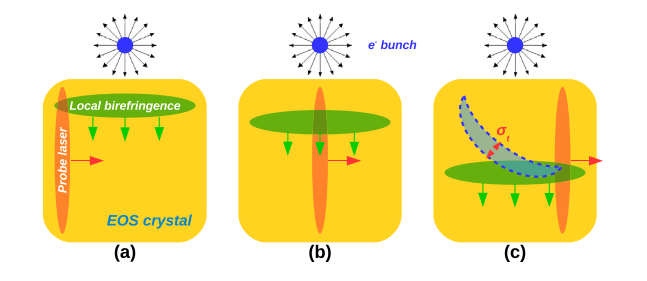 e⁻ bunch
Local birefringence
Probe laser
EOS crystal
σt
(a)
(b)
(c)